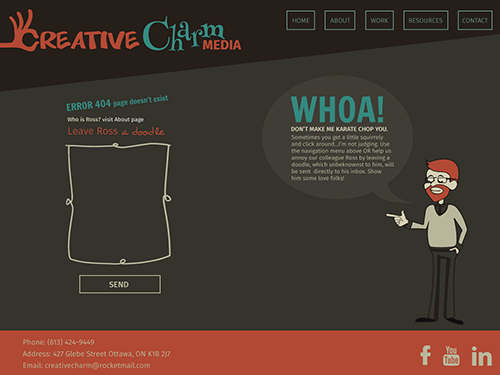 CREATIVE Charm MEDIA
HOME
ABOUT
WORK
RESOURCES
CONTACT
ERROR 404 page doesn't exist
Who is Ross? visit About page
Leave Ross a doodle
SEND
WHOA!
DON'T MAKE ME KARATE CHOP YOU.
Sometimes you get a little squirrely
and click around...I'm not judging. Use
the navigation menu above OR help us
annoy our colleague Ross by leaving a
doodle, which unbeknownst to him, will
be sent directly to his inbox. Show
him some love folks!
Phone: (613) 424-9449
Address: 427 Glebe Street Ottawa, ON K1B 2J7
Email: creativecharm@rocketmail.com
f
You Tube
in